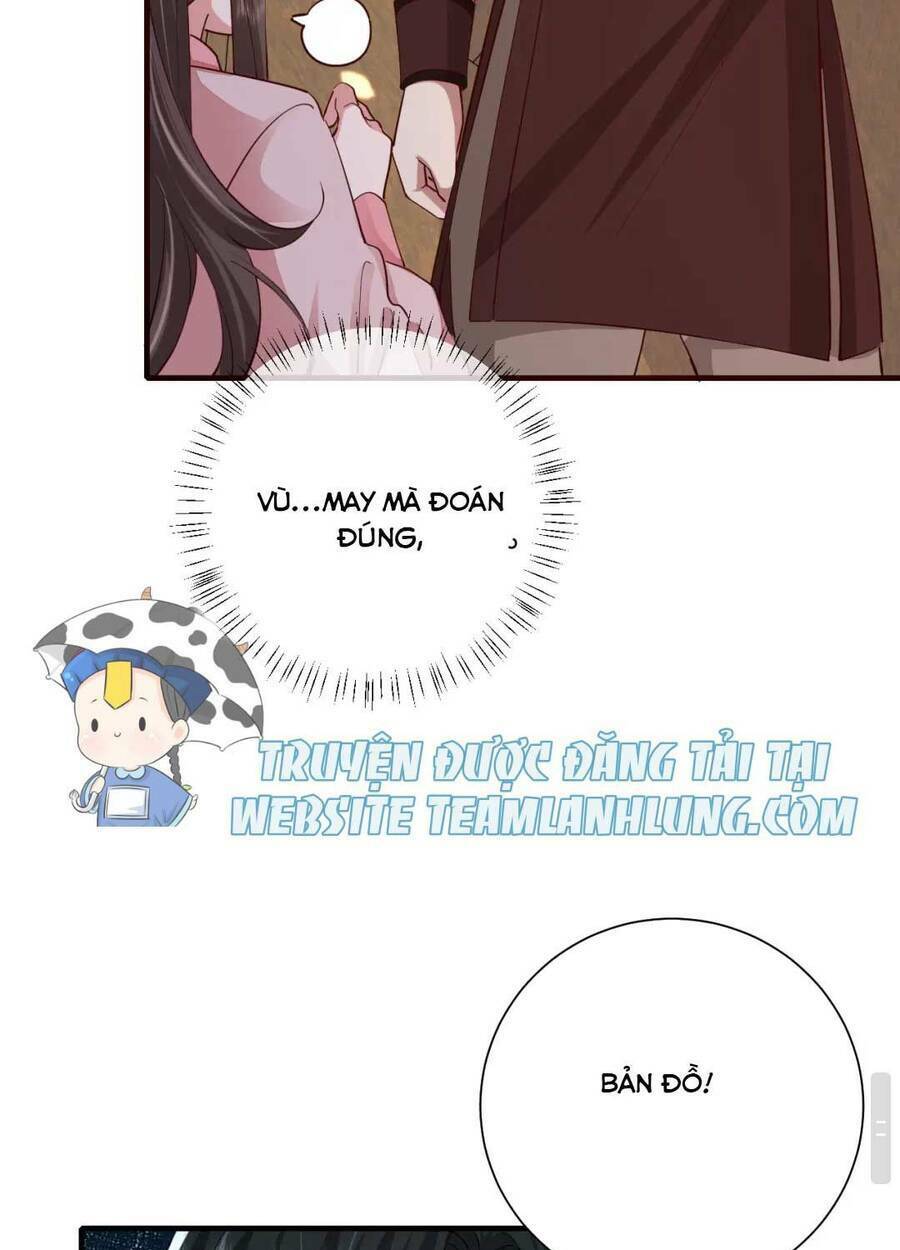 VÙ...MAY MÀ ĐOÁN
ĐÚNG,
TRUYỆN ĐƯỢC ĐĂNG TẢI TẠI
WEBSITE TEAMLANHLUNG.COM
BẢN ĐỒ!